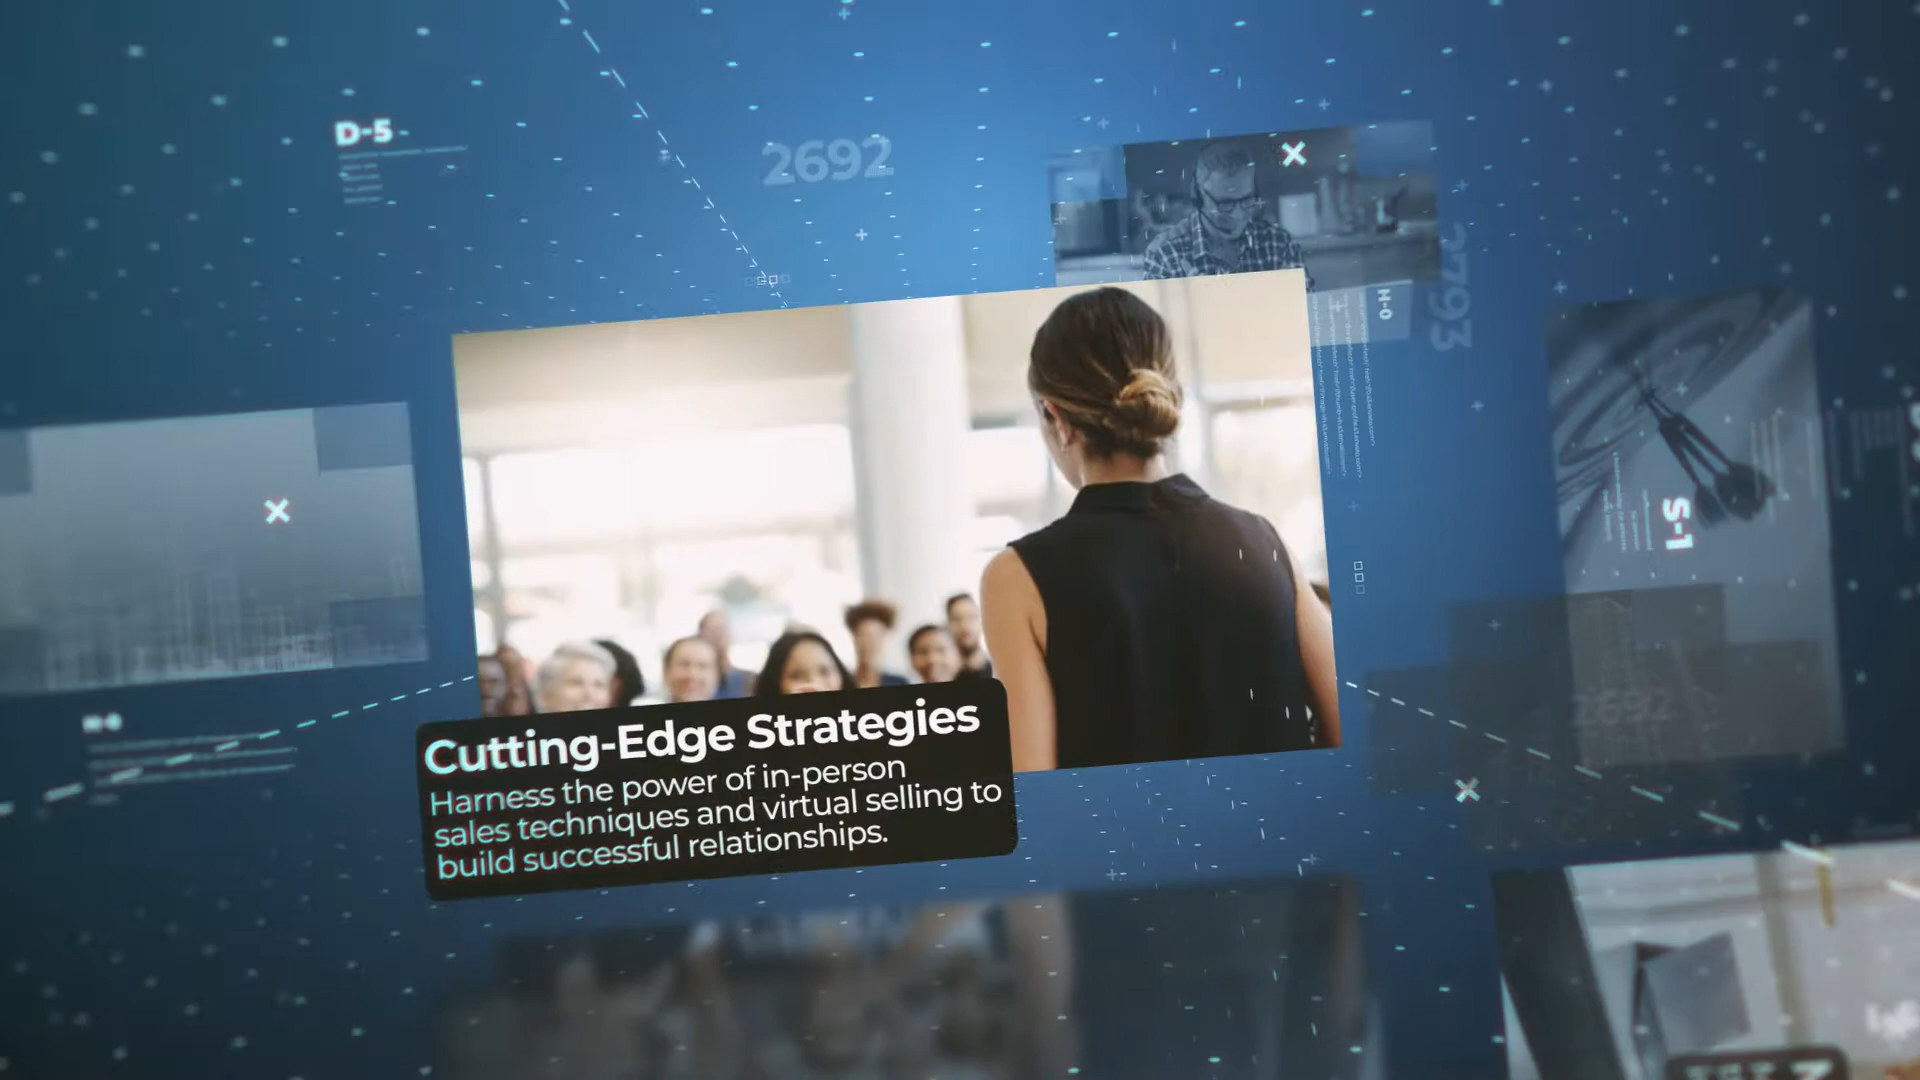 D-5
2692
H-0
2793
S-1
Cutting-Edge Strategies
Harness the power of in-person
sales techniques and virtual selling to
build successful relationships.
2692